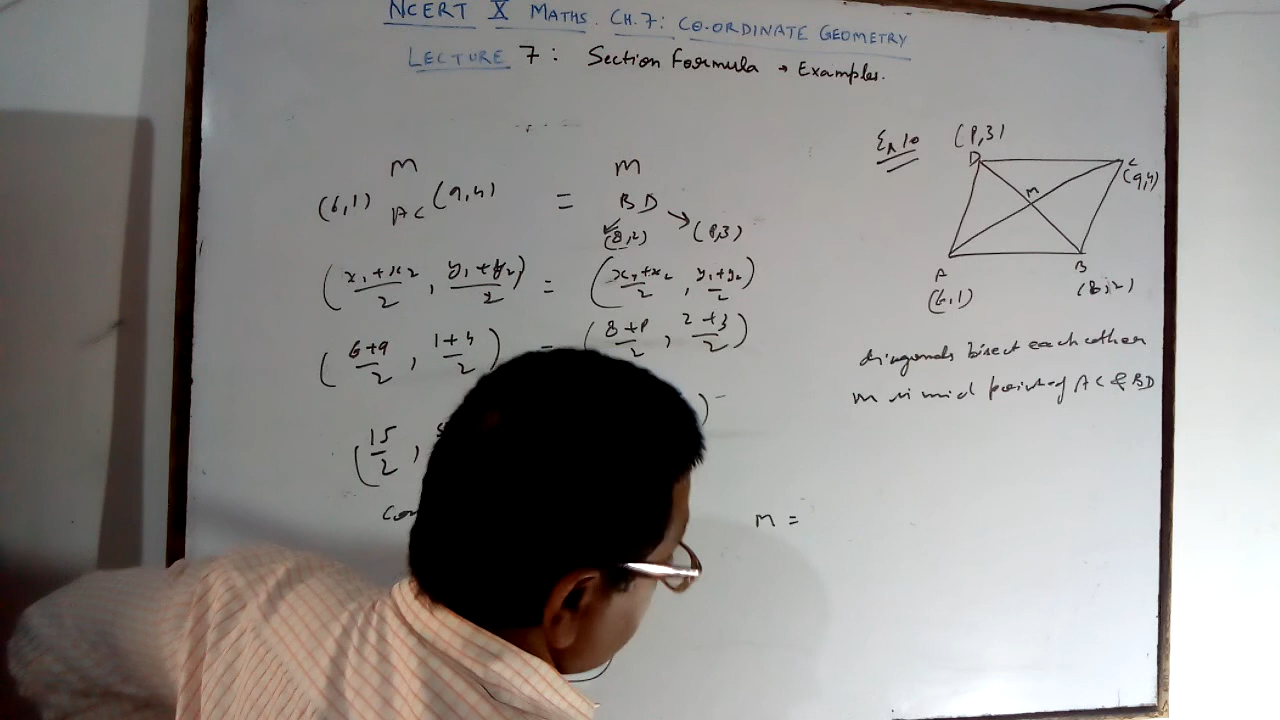 NCERT X MATHS. CH.7: CO-ORDINATE GEOMETRY
LECTURE 7: Section Formula → Examples.
M M
(6,1) AC (9,4) = BD
(8,2) → (P,3)
(x₁+x₂/2, y₁+y₂/2) = (x₁+x₂/2, y₁+y₂/2)
(6+9/2, 1+4/2) = (8+P/2, 2+3/2)
(15/2, 5 )
M =
Ex 10 (P,3)
D C
(9,4)
M
A B
(6,1) (8,2)
diagonals bisect each other
M is mid point of AC & BD